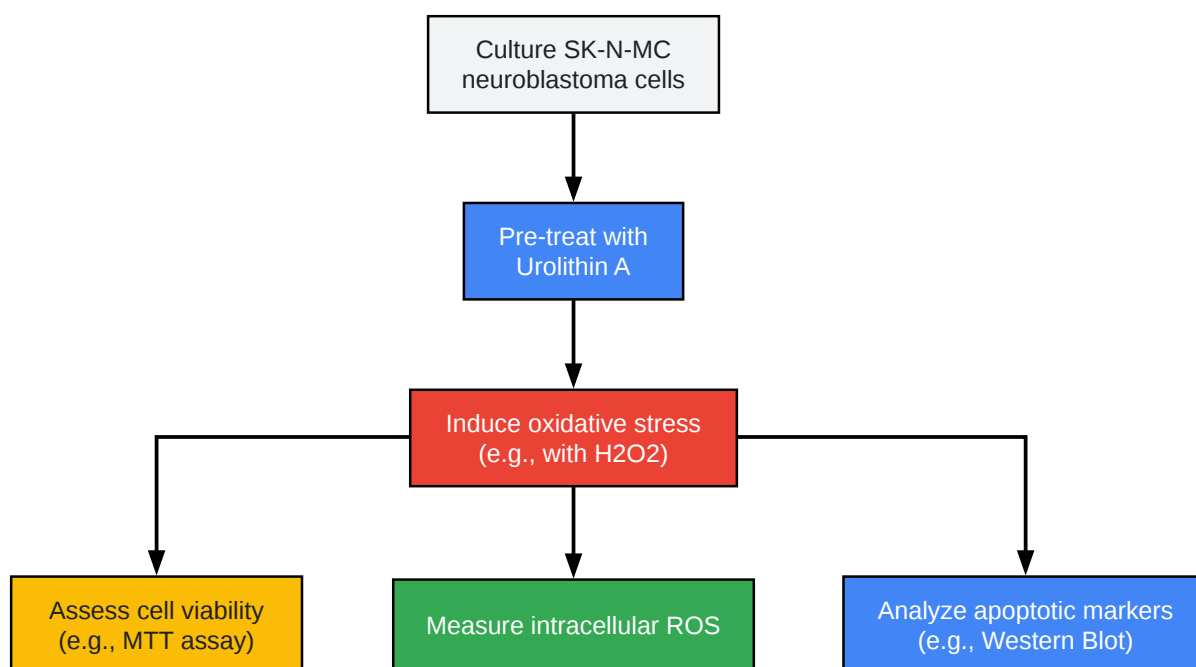 Culture SK-N-MC
neuroblastoma cells
Pre-treat with
Urolithin A
Induce oxidative stress
(e.g., with H2O2)
Assess cell viability
(e.g., MTT assay)
Measure intracellular ROS
Analyze apoptotic markers
(e.g., Western Blot)